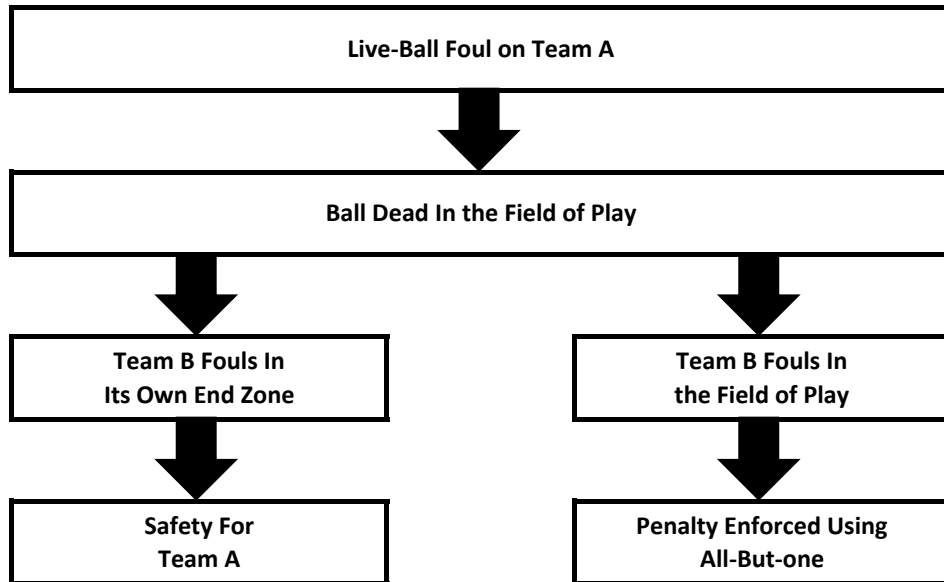 Live-Ball Foul on Team A
Ball Dead In the Field of Play
Team B Fouls In
Its Own End Zone
Team B Fouls In
the Field of Play
Safety For
Team A
Penalty Enforced Using
All-But-one